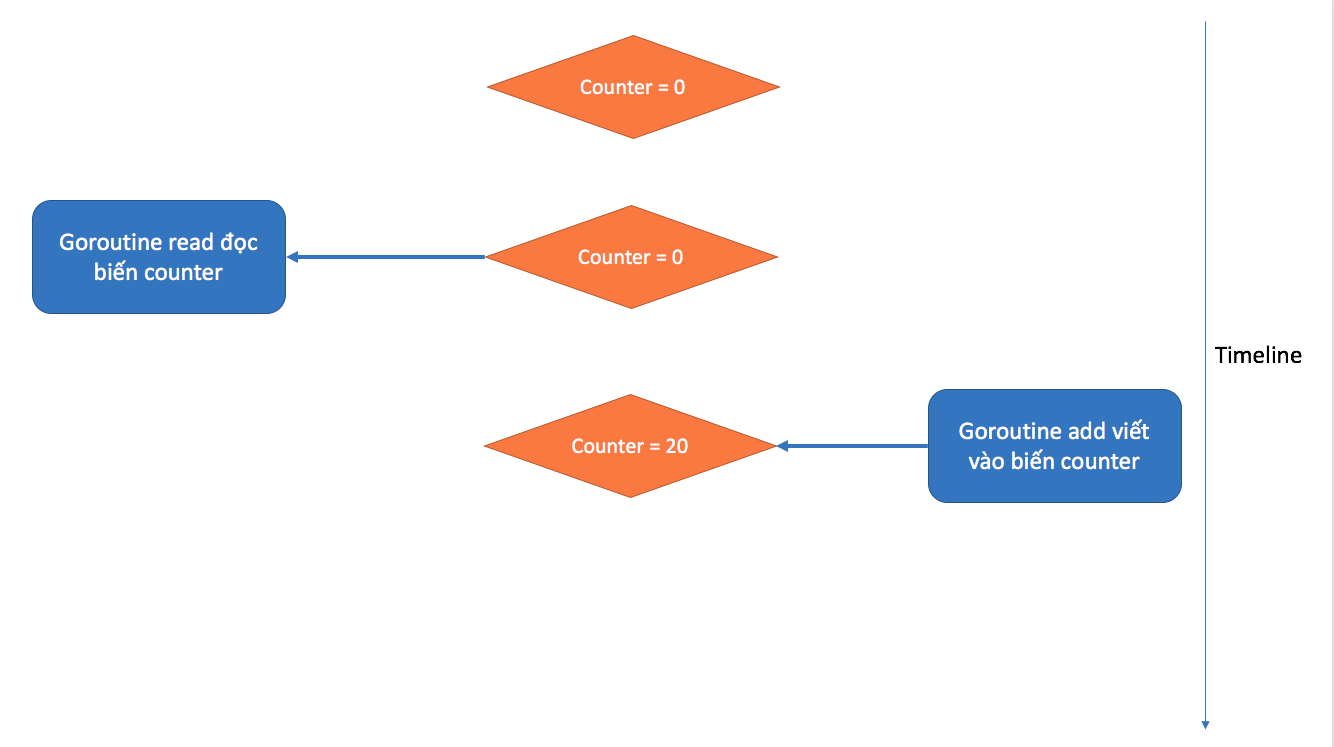 Counter = 0
Goroutine read đọc
biến counter
Counter = 0
Timeline
Counter = 20
Goroutine add viết
vào biến counter